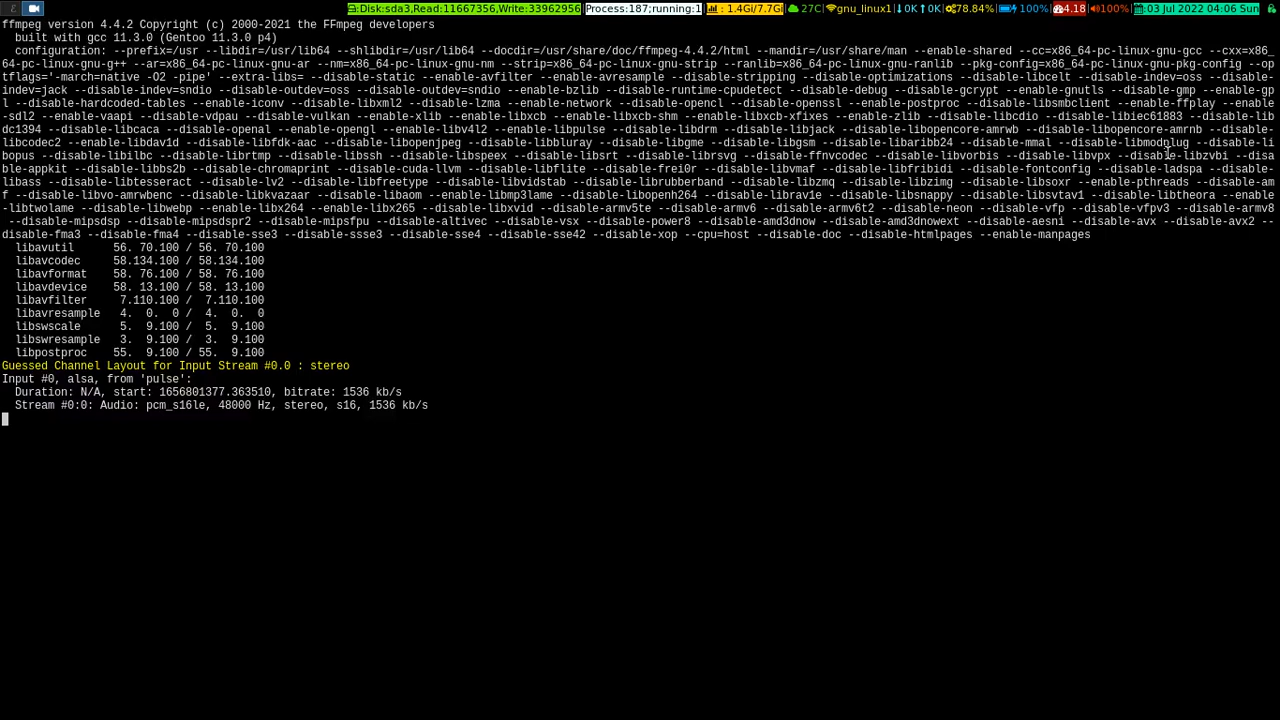 Disk:sda3,Read:11667356,Write:33962956 Process:187;running:1 : 1.4Gi/7.7Gi 27C| gnu_linux1| 0K 0K| 78.84%| 100%| 4.18 100%| :03 Jul 2022 04:06 Sun
ffmpeg version 4.4.2 Copyright (c) 2000-2021 the FFmpeg developers
built with gcc 11.3.0 (Gentoo 11.3.0 p4)
configuration: --prefix=/usr --libdir=/usr/lib64 --shlibdir=/usr/lib64 --docdir=/usr/share/doc/ffmpeg-4.4.2/html --mandir=/usr/share/man --enable-shared --cc=x86_64-pc-linux-gnu-gcc --cxx=x86_
64-pc-linux-gnu-g++ --ar=x86_64-pc-linux-gnu-ar --nm=x86_64-pc-linux-gnu-nm --strip=x86_64-pc-linux-gnu-strip --ranlib=x86_64-pc-linux-gnu-ranlib --pkg-config=x86_64-pc-linux-gnu-pkg-config --op
tflags='-march=native -O2 -pipe' --extra-libs= --disable-static --enable-avfilter --enable-avresample --disable-stripping --disable-optimizations --disable-libcelt --disable-indev=oss --disable-
indev=jack --disable-indev=sndio --disable-outdev=oss --disable-outdev=sndio --enable-bzlib --disable-runtime-cpudetect --disable-debug --disable-gcrypt --enable-gnutls --disable-gmp --enable-gp
l --disable-hardcoded-tables --enable-iconv --disable-libxml2 --disable-lzma --enable-network --disable-opencl --disable-openssl --enable-postproc --disable-libsmbclient --enable-ffplay --enable
-sdl2 --enable-vaapi --disable-vdpau --disable-vulkan --enable-xlib --enable-libxcb --enable-libxcb-shm --enable-libxcb-xfixes --enable-zlib --disable-libcdio --disable-libiec61883 --disable-lib
dc1394 --disable-libcaca --disable-openal --enable-opengl --enable-libv4l2 --enable-libpulse --disable-libdrm --disable-libjack --disable-libopencore-amrwb --disable-libopencore-amrnb --disable-
libcodec2 --enable-libdav1d --disable-libfdk-aac --disable-libopenjpeg --disable-libbluray --disable-libgme --disable-libgsm --disable-libaribb24 --disable-mmal --disable-libmodplug --disable-li
bopus --disable-libilbc --disable-librtmp --disable-libssh --disable-libspeex --disable-libsrt --disable-librsvg --disable-ffnvcodec --disable-libvorbis --disable-libvpx --disable-libzvbi --disa
ble-appkit --disable-libbs2b --disable-chromaprint --disable-cuda-llvm --disable-libflite --disable-frei0r --disable-libvmaf --disable-libfribidi --disable-fontconfig --disable-ladspa --disable-
libass --disable-libtesseract --disable-lv2 --disable-libfreetype --disable-libvidstab --disable-librubberband --disable-libzmq --disable-libzimg --disable-libsoxr --enable-pthreads --disable-am
f --disable-libvo-amrwbenc --disable-libkvazaar --disable-libaom --enable-libmp3lame --disable-libopenh264 --disable-librav1e --disable-libsnappy --disable-libsvtav1 --disable-libtheora --enable
-libtwolame --disable-libwebp --enable-libx264 --enable-libx265 --disable-libxvid --disable-armv5te --disable-armv6 --disable-armv6t2 --disable-neon --disable-vfp --disable-vfpv3 --disable-armv8
--disable-mipsdsp --disable-mipsdspr2 --disable-mipsfpu --disable-altivec --disable-vsx --disable-power8 --disable-amd3dnow --disable-amd3dnowext --disable-aesni --disable-avx --disable-avx2 --
disable-fma3 --disable-fma4 --disable-sse3 --disable-ssse3 --disable-sse4 --disable-sse42 --disable-xop --cpu=host --disable-doc --disable-htmlpages --enable-manpages
libavutil 56. 70.100 / 56. 70.100
libavcodec 58.134.100 / 58.134.100
libavformat 58. 76.100 / 58. 76.100
libavdevice 58. 13.100 / 58. 13.100
libavfilter 7.110.100 / 7.110.100
libavresample 4. 0. 0 / 4. 0. 0
libswscale 5. 9.100 / 5. 9.100
libswresample 3. 9.100 / 3. 9.100
libpostproc 55. 9.100 / 55. 9.100
Guessed Channel Layout for Input Stream #0.0 : stereo
Input #0, alsa, from 'pulse':
Duration: N/A, start: 1656801377.363510, bitrate: 1536 kb/s
Stream #0:0: Audio: pcm_s16le, 48000 Hz, stereo, s16, 1536 kb/s